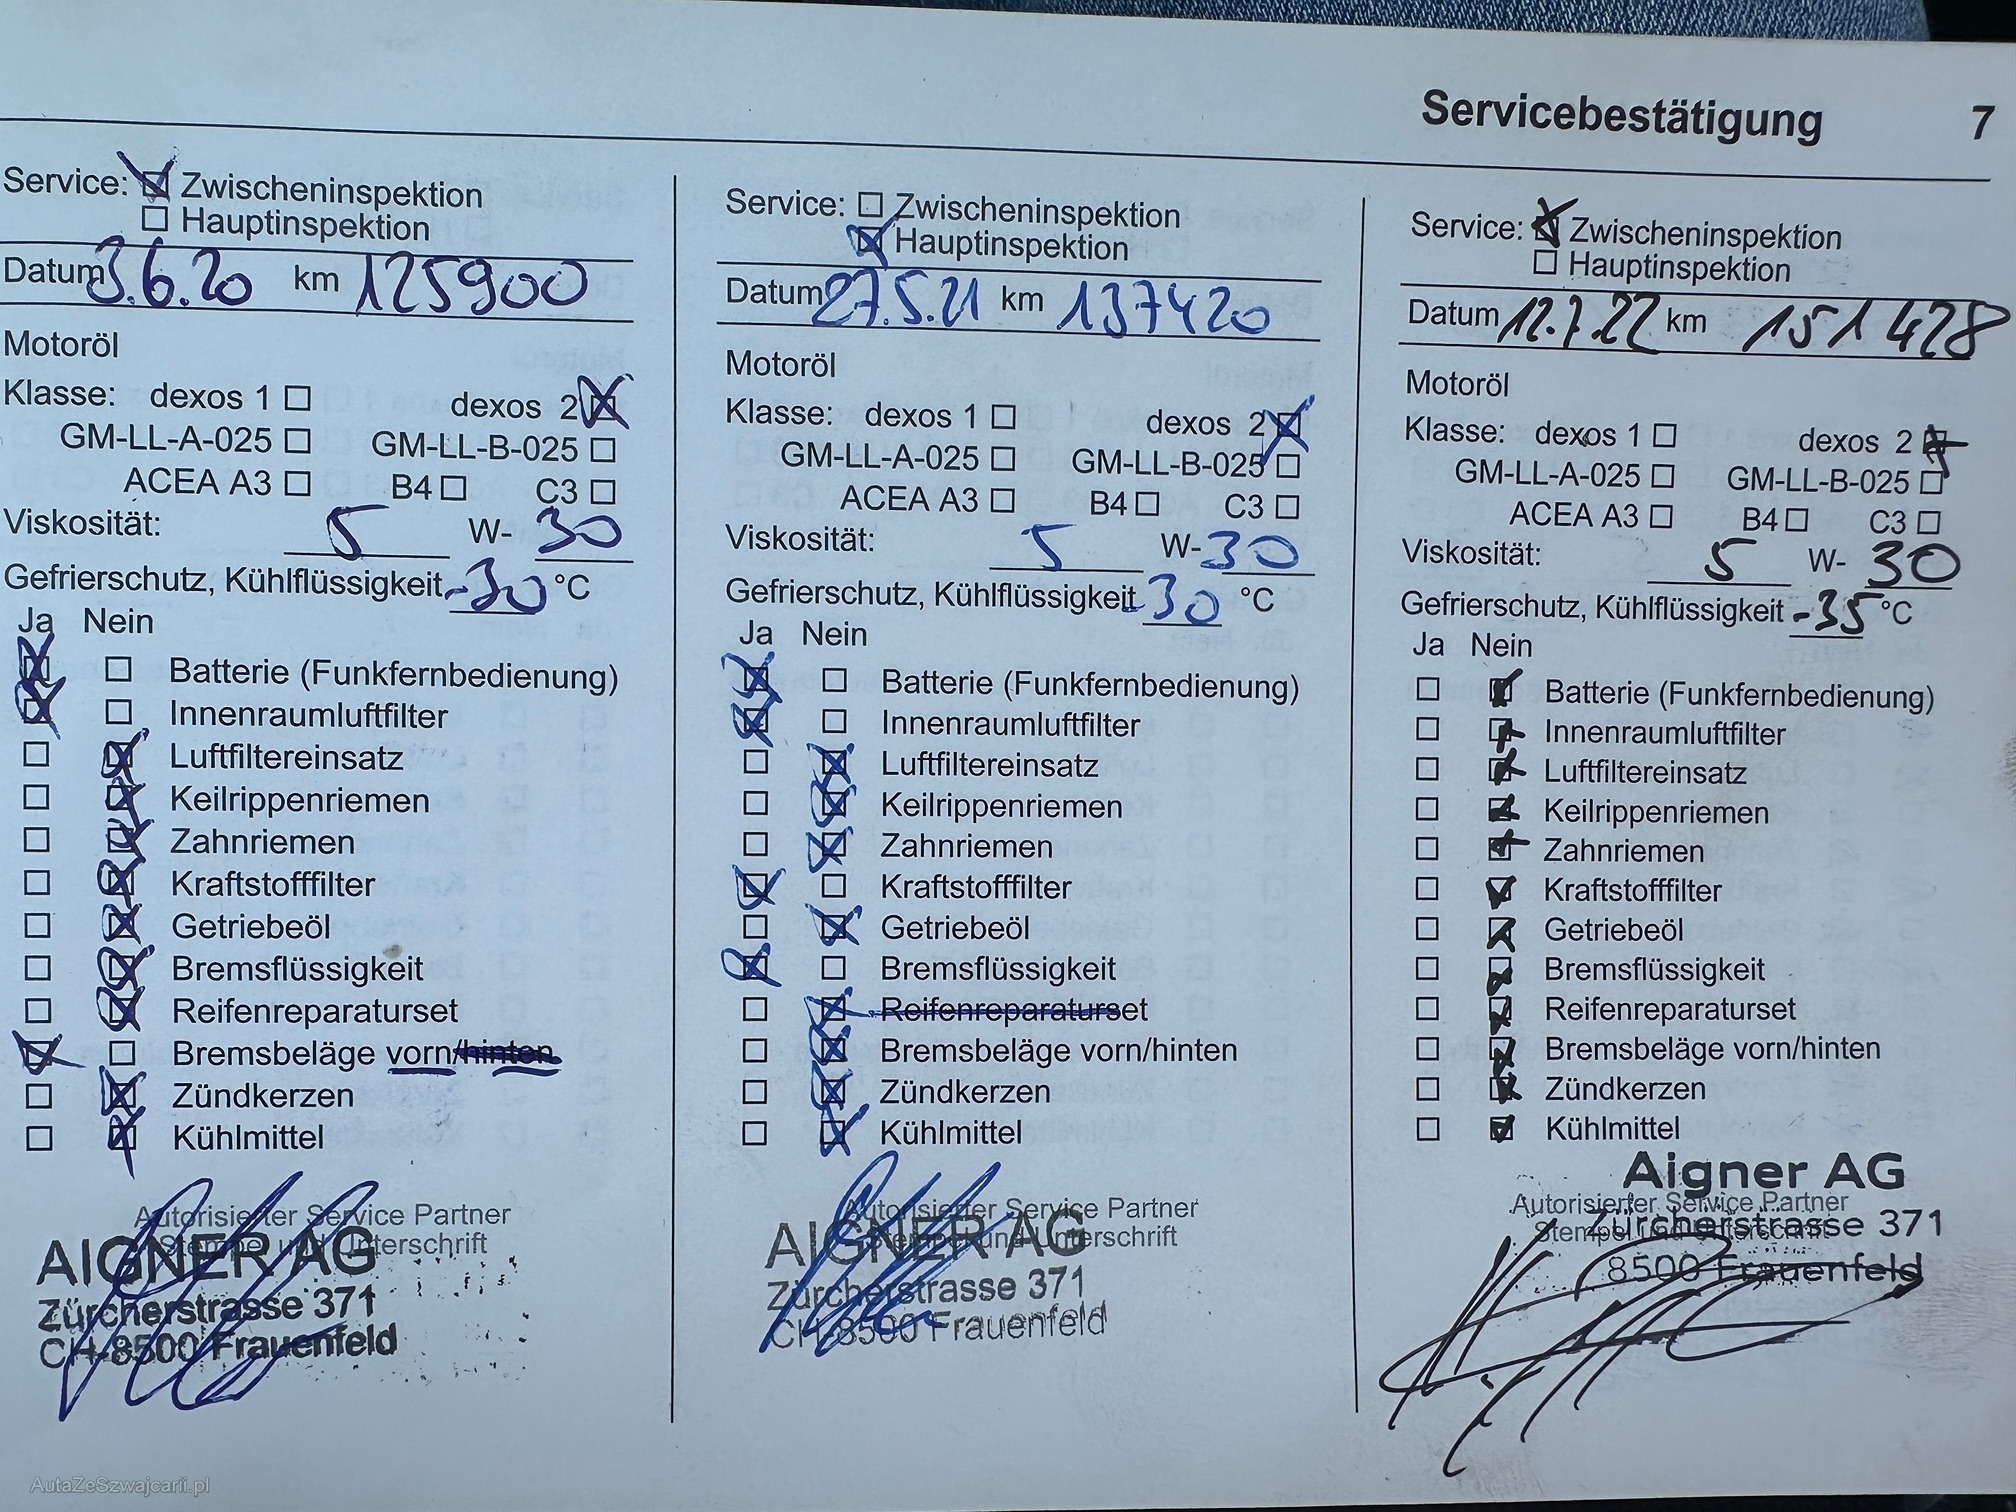 Servicebestätigung 7
Service: Zwischeninspektion
Hauptinspektion
Datum 3.6.20 km 125900
Motoröl
Klasse: dexos 1 dexos 2
GM-LL-A-025 GM-LL-B-025
ACEA A3 B4 C3
Viskosität: 5 W- 30
Gefrierschutz, Kühlflüssigkeit -30 °C
Ja Nein
Batterie (Funkfernbedienung)
Innenraumluftfilter
Luftfiltereinsatz
Keilrippenriemen
Zahnriemen
Kraftstofffilter
Getriebeöl
Bremsflüssigkeit
Reifenreparaturset
Bremsbeläge vorn/hinten
Zündkerzen
Kühlmittel
Autorisierter Service Partner
Stempel und Unterschrift
AIGNER AG
Zürcherstrasse 371
CH-8500 Frauenfeld
Service: Zwischeninspektion
Hauptinspektion
Datum 27.5.21 km 137420
Motoröl
Klasse: dexos 1 dexos 2
GM-LL-A-025 GM-LL-B-025
ACEA A3 B4 C3
Viskosität: 5 W- 30
Gefrierschutz, Kühlflüssigkeit -30 °C
Ja Nein
Batterie (Funkfernbedienung)
Innenraumluftfilter
Luftfiltereinsatz
Keilrippenriemen
Zahnriemen
Kraftstofffilter
Getriebeöl
Bremsflüssigkeit
Reifenreparaturset
Bremsbeläge vorn/hinten
Zündkerzen
Kühlmittel
Autorisierter Service Partner
Stempel und Unterschrift
AIGNER AG
Zürcherstrasse 371
CH-8500 Frauenfeld
Service: Zwischeninspektion
Hauptinspektion
Datum 12.7.22 km 151428
Motoröl
Klasse: dexos 1 dexos 2
GM-LL-A-025 GM-LL-B-025
ACEA A3 B4 C3
Viskosität: 5 W- 30
Gefrierschutz, Kühlflüssigkeit -35 °C
Ja Nein
Batterie (Funkfernbedienung)
Innenraumluftfilter
Luftfiltereinsatz
Keilrippenriemen
Zahnriemen
Kraftstofffilter
Getriebeöl
Bremsflüssigkeit
Reifenreparaturset
Bremsbeläge vorn/hinten
Zündkerzen
Kühlmittel
Aigner AG
Autorisierter Service Partner
Zürcherstrasse 371
Stempel und Unterschrift
8500 Frauenfeld
AutaZeSzwajcarii.pl